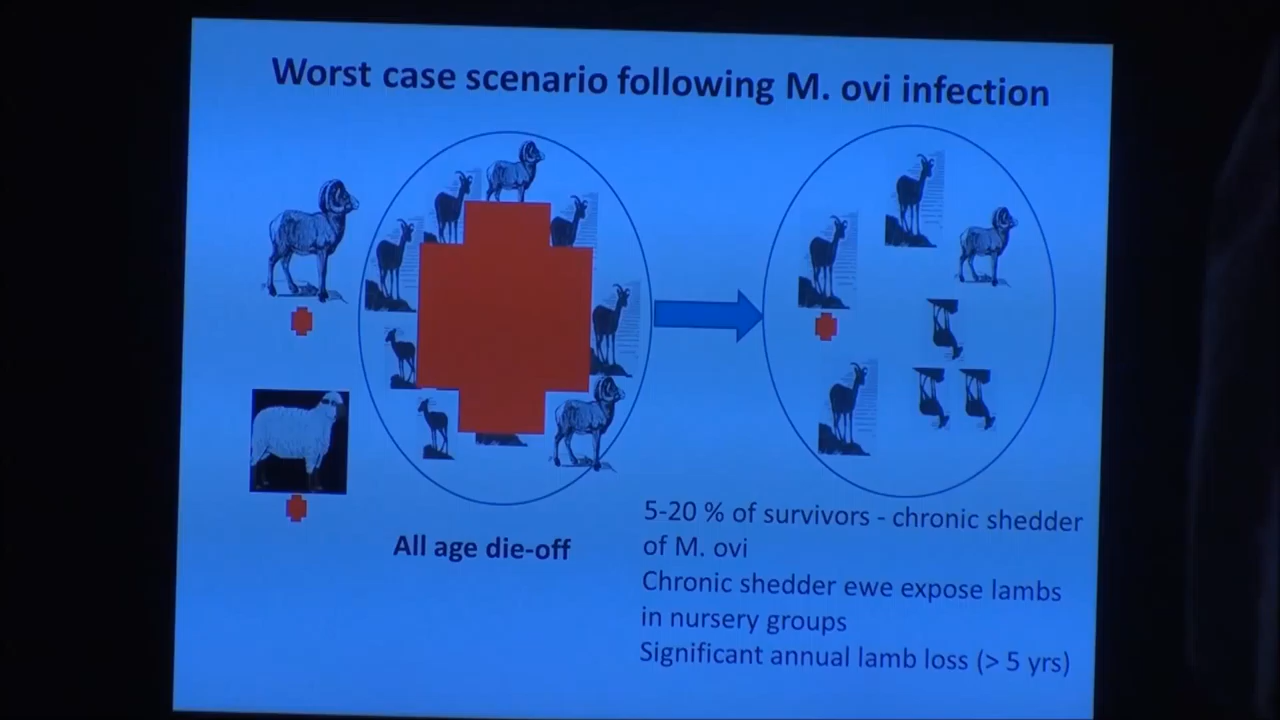 Worst case scenario following M. ovi infection
All age die-off
5-20 % of survivors - chronic shedder
of M. ovi
Chronic shedder ewe expose lambs
in nursery groups
Significant annual lamb loss (> 5 yrs)